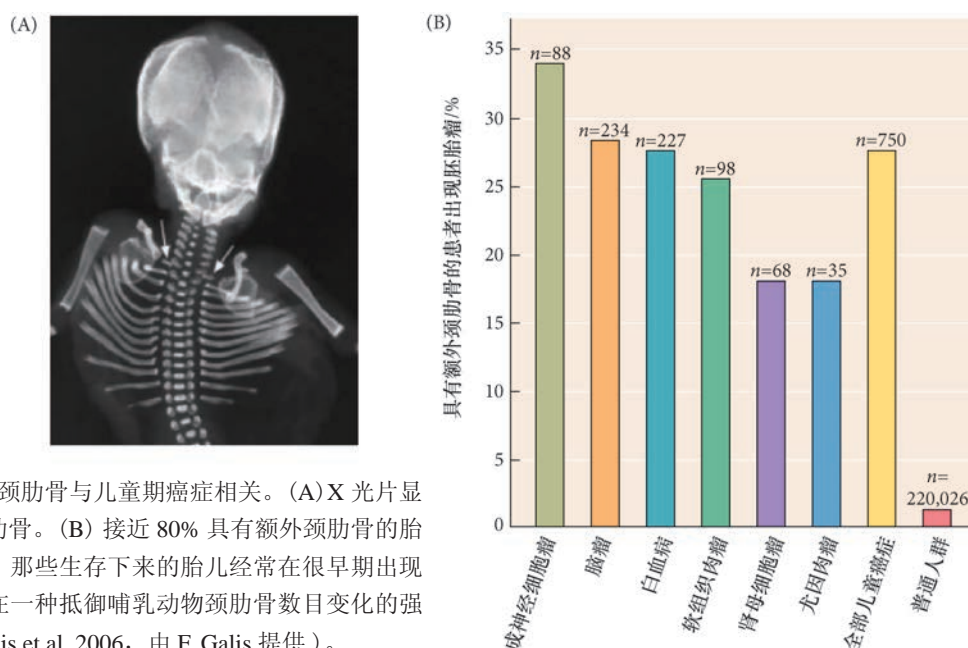 (A)
颈肋骨与儿童期癌症相关。(A)X 光片显
肋骨。(B) 接近 80% 具有额外颈肋骨的胎
那些生存下来的胎儿经常在很早期出现
在一种抵御哺乳动物颈肋骨数目变化的强
is et al. 2006，由 F. Galis 提供）。
(B)
具有额外颈肋骨的患者出现胚胎瘤/%
35
30
25
20
15
10
5
0
n=88
n=234
n=227
n=98
n=68
n=35
n=750
n=
220,026
成神经细胞瘤
脑瘤
白血病
软组织肉瘤
肾母细胞瘤
尤因肉瘤
全部儿童癌症
普通人群